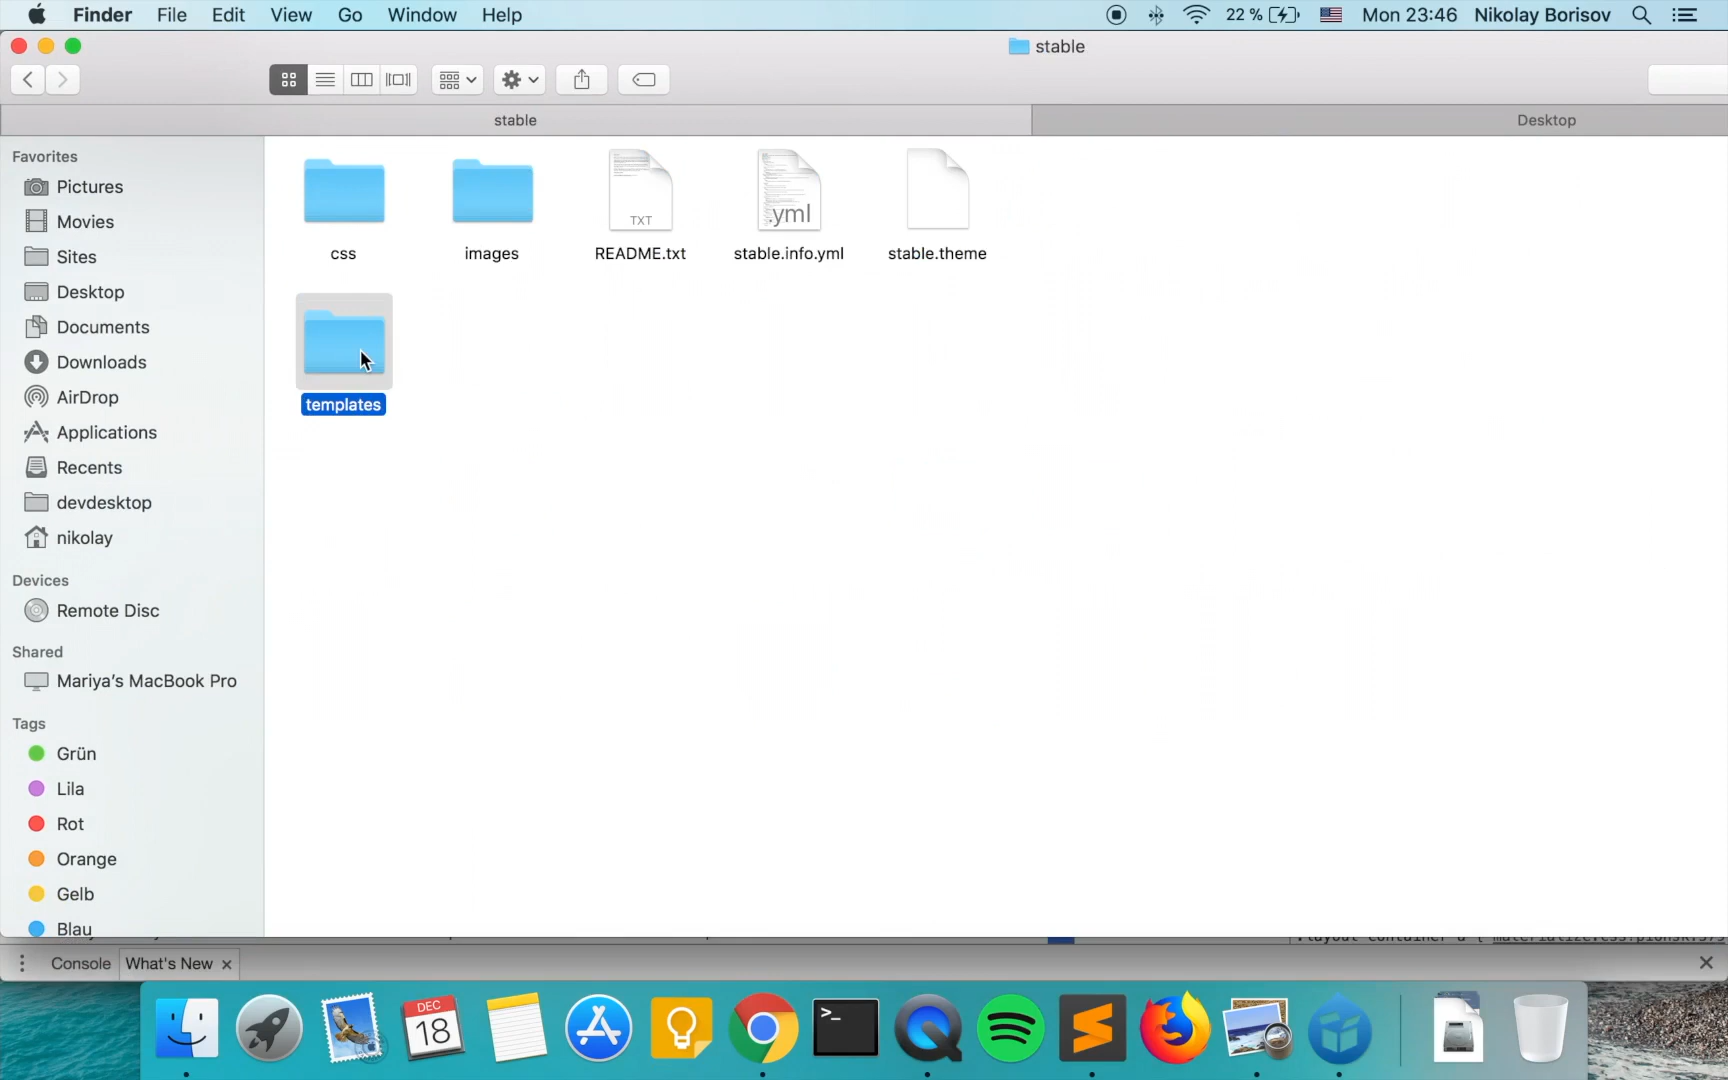 Finder File Edit View Go Window Help 22 % Mon 23:46 Nikolay Borisov
stable
stable Desktop
Favorites
Pictures
Movies
Sites
Desktop
Documents
Downloads
AirDrop
Applications
Recents
devdesktop
nikolay
Devices
Remote Disc
Shared
Mariya's MacBook Pro
Tags
Grün
Lila
Rot
Orange
Gelb
Blau
TXT
.yml
css images README.txt stable.info.yml stable.theme
templates
Console What's New
DEC
18